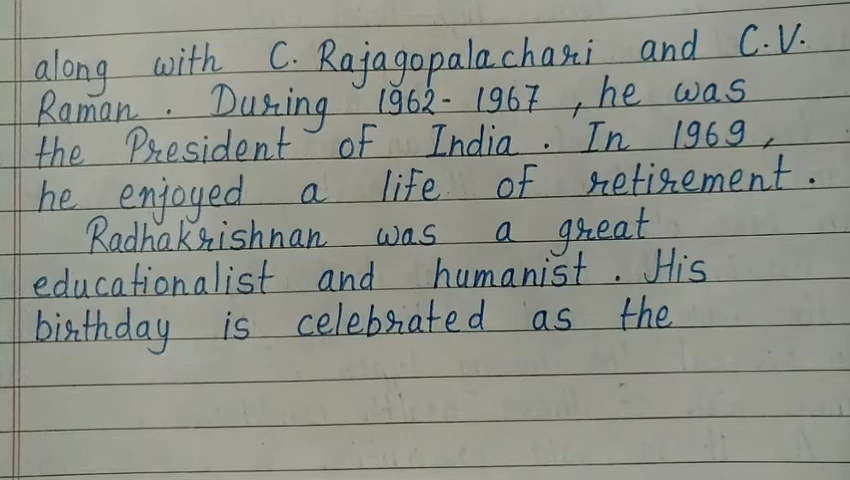 along with C. Rajagopalachari and C.V.
Raman. During 1962-1967, he was
the President of India. In 1969,
he enjoyed a life of retirement.
Radhakrishnan was a great
educationalist and humanist. His
birthday is celebrated as the